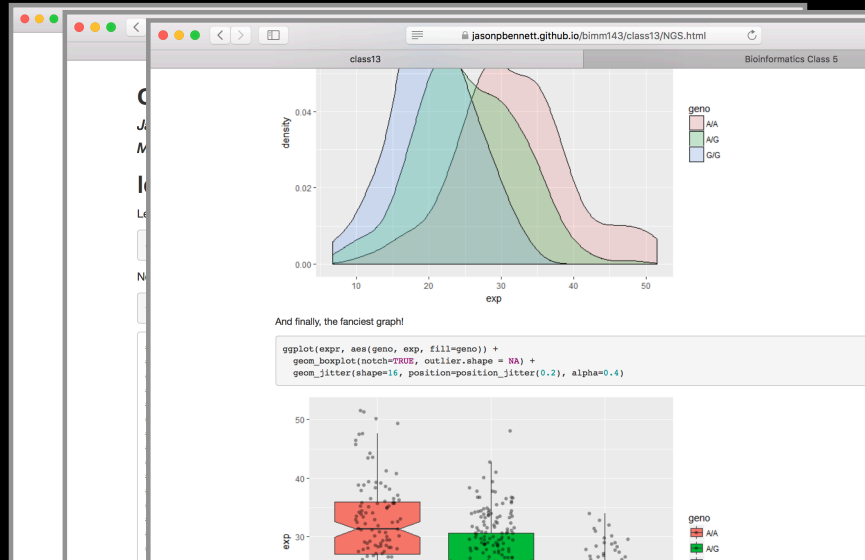 jasonpbennett.github.io/bimm143/class13/NGS.html
class13
Bioinformatics Class 5
Le
density
0.04
0.02
0.00
10
20
30
40
50
exp
geno
A/A
A/G
G/G
And finally, the fanciest graph!
ggplot(expr, aes(geno, exp, fill=geno)) +
geom_boxplot(notch=TRUE, outlier.shape = NA) +
geom_jitter(shape=16, position=position_jitter(0.2), alpha=0.4)
50
40
30
exp
geno
A/A
A/G